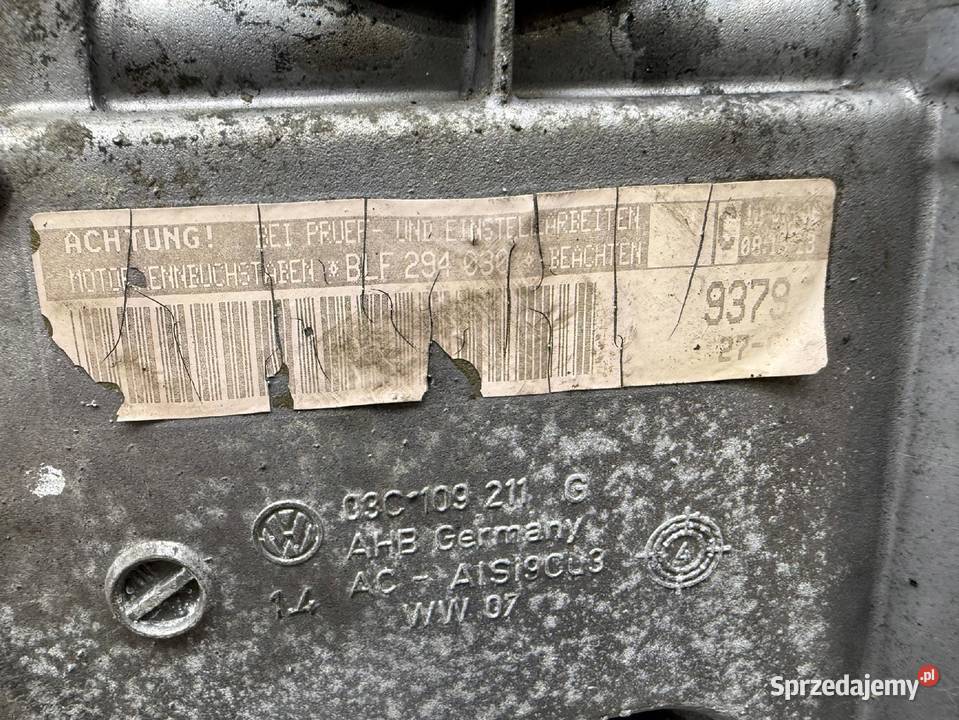 ACHTUNG! BEI PRUEF- UND EINSTELLARBEITEN
MOTORKENNBUCHSTABEN * BLF 294 030 * BEACHTEN
C
9379
03C 109 211 G
AHB Germany
AC - AlSi9Cu3
WW 07
14
4
Sprzedajemy.pl